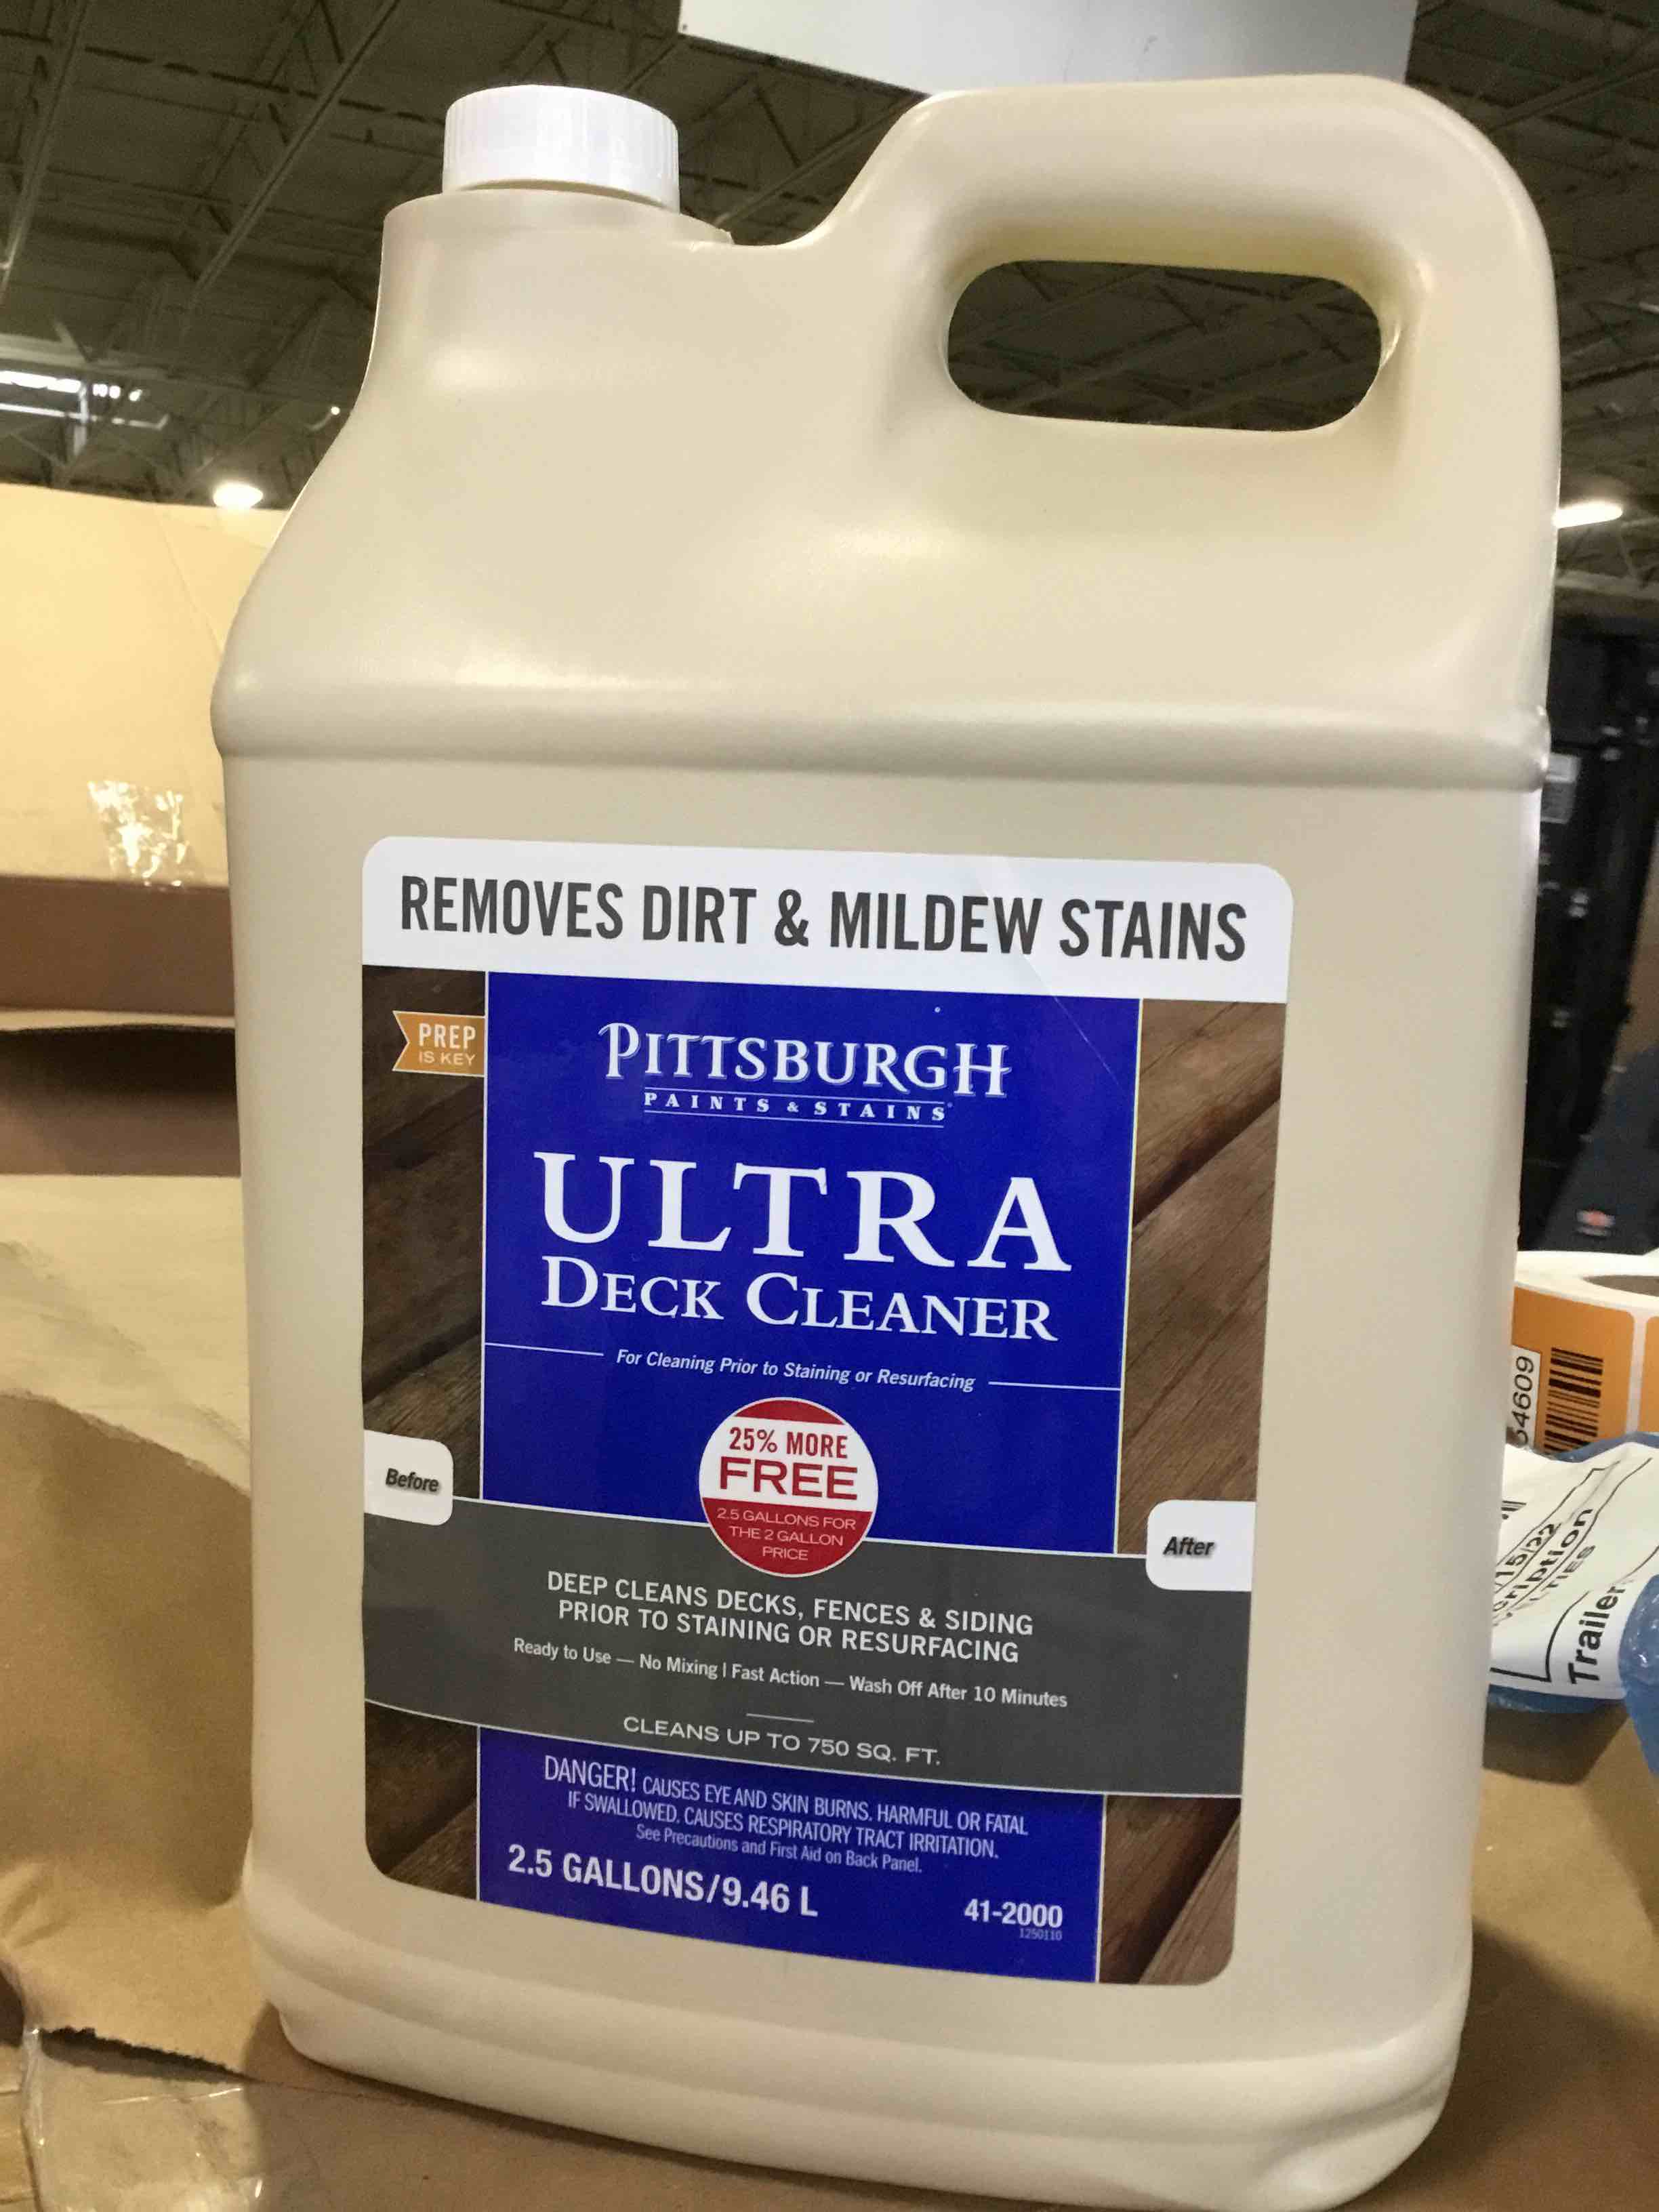 REMOVES DIRT & MILDEW STAINS
PREP
IS KEY
PITTSBURGH
PAINTS & STAINS
ULTRA
DECK CLEANER
For Cleaning Prior to Staining or Resurfacing
25% MORE
FREE
2.5 GALLONS FOR
THE 2 GALLON
PRICE
Before
After
DEEP CLEANS DECKS, FENCES & SIDING
PRIOR TO STAINING OR RESURFACING
Ready to Use — No Mixing | Fast Action — Wash Off After 10 Minutes
CLEANS UP TO 750 SQ. FT.
DANGER! CAUSES EYE AND SKIN BURNS. HARMFUL OR FATAL
IF SWALLOWED. CAUSES RESPIRATORY TRACT IRRITATION.
See Precautions and First Aid on Back Panel.
2.5 GALLONS/9.46 L
41-2000
1250110
Trailer